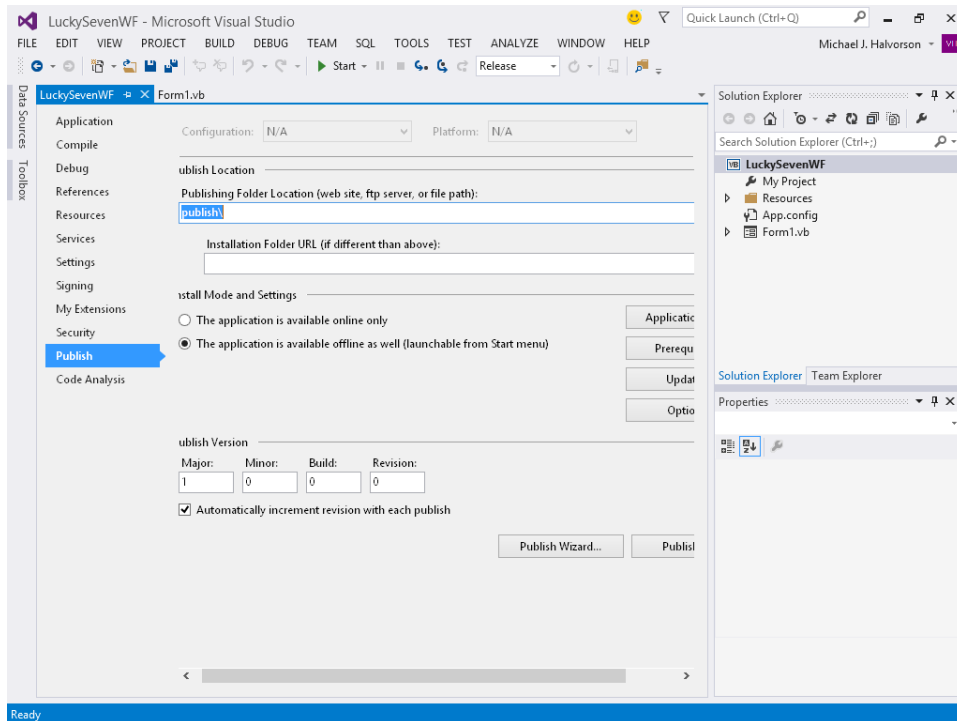 LuckySevenWF - Microsoft Visual Studio
Quick Launch (Ctrl+Q)
FILE EDIT VIEW PROJECT BUILD DEBUG TEAM SQL TOOLS TEST ANALYZE WINDOW HELP
Michael J. Halvorson
Start
Release
Data Sources
Toolbox
LuckySevenWF
Form1.vb
Application
Compile
Debug
References
Resources
Services
Settings
Signing
My Extensions
Security
Publish
Code Analysis
Configuration: N/A
Platform: N/A
ublish Location
Publishing Folder Location (web site, ftp server, or file path):
publish\
Installation Folder URL (if different than above):
nstall Mode and Settings
The application is available online only
The application is available offline as well (launchable from Start menu)
Applicatio
Prerequ
Updat
Optio
ublish Version
Major: Minor: Build: Revision:
1 0 0 0
Automatically increment revision with each publish
Publish Wizard...
Publish
Solution Explorer
Search Solution Explorer (Ctrl+;)
VB LuckySevenWF
My Project
Resources
App.config
Form1.vb
Solution Explorer Team Explorer
Properties
Ready